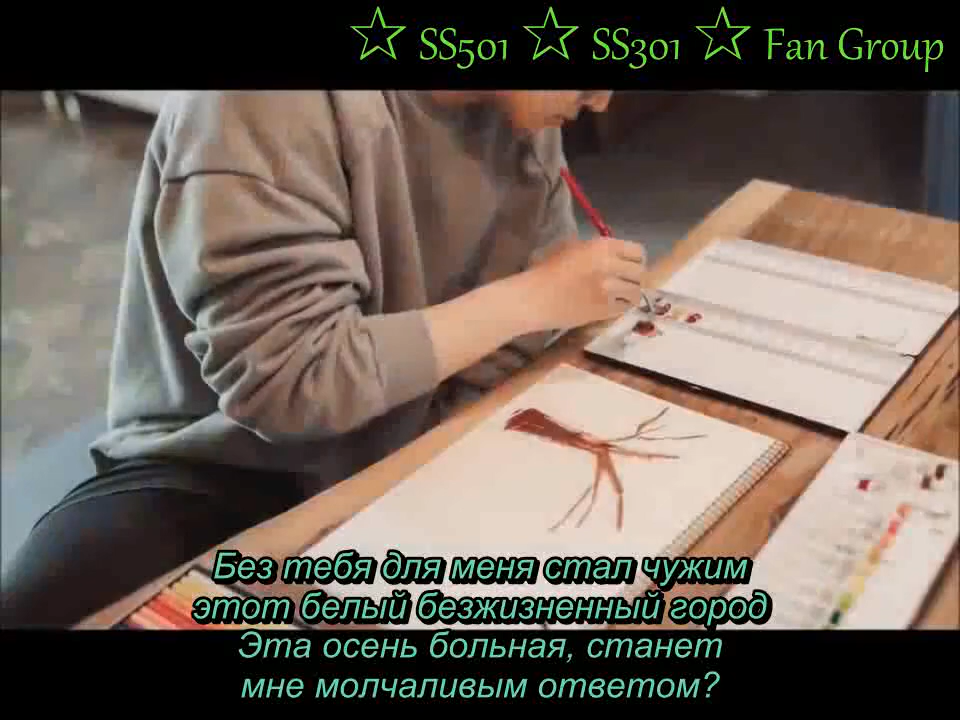 ☆ SS501 ☆ SS301 ☆ Fan Group
Без тебя для меня стал чужим
этот белый безжизненный город
Эта осень больная, станет
мне молчаливым ответом?